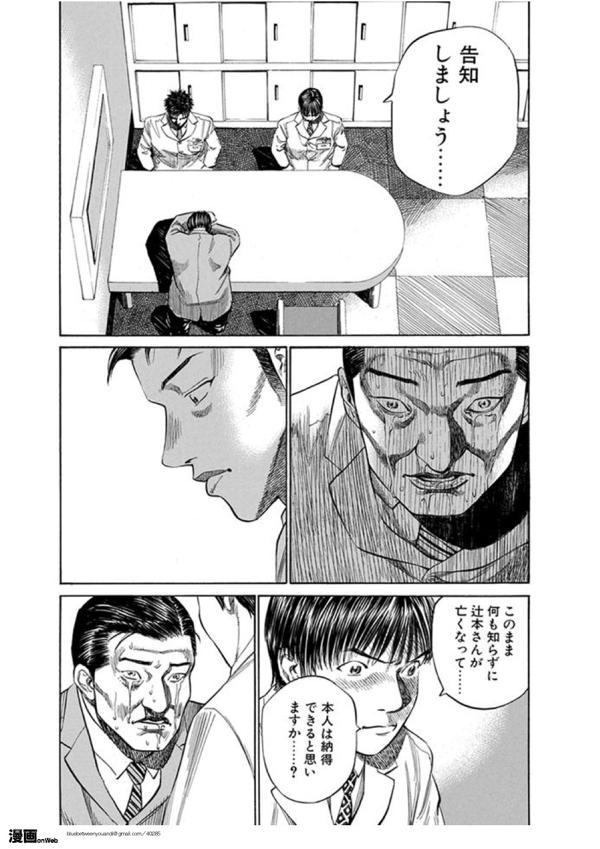 告知
しましょう……
このまま
何も知らずに
辻本さんが
亡くなって……
本人は納得
できると思い
ますか……?
漫画onWeb
bluebetweenyouandi@gmail.com/40285